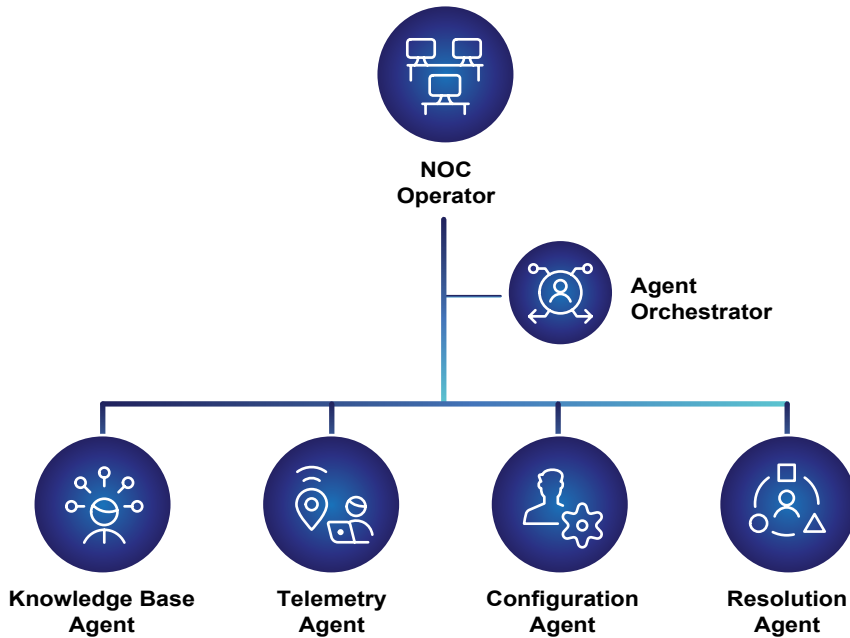 NOC
Operator
Agent
Orchestrator
Knowledge Base
Agent
Telemetry
Agent
Configuration
Agent
Resolution
Agent